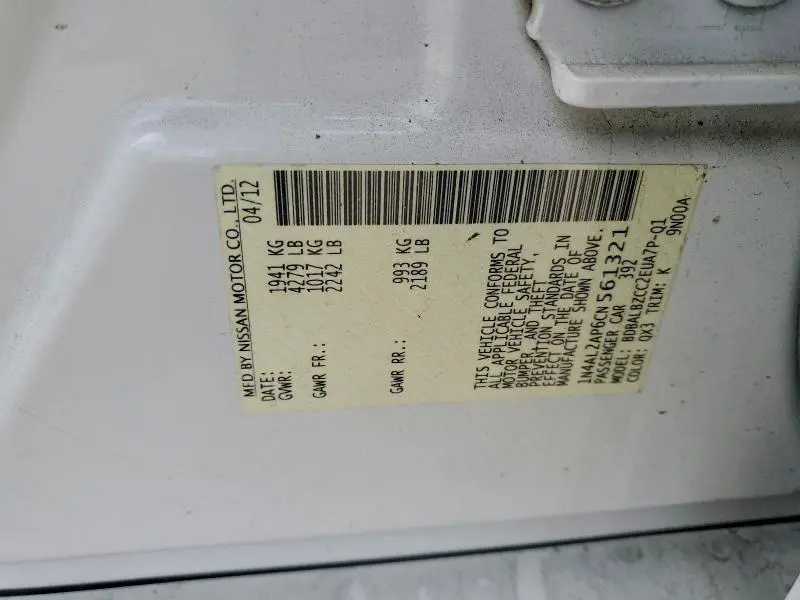 MFD BY NISSAN MOTOR CO., LTD.
DATE: 04/12
GVWR: 1941 KG
4279 LB
GAWR FR.: 1017 KG
2242 LB
GAWR RR.: 993 KG
2189 LB
THIS VEHICLE CONFORMS TO
ALL APPLICABLE FEDERAL
MOTOR VEHICLE SAFETY,
BUMPER, AND THEFT
PREVENTION STANDARDS IN
EFFECT ON THE DATE OF
MANUFACTURE SHOWN ABOVE.
1N4AL2AP6CN561321
PASSENGER CAR 392
MODEL: BDBALBZCC2EUA7P-Q1
COLOR: QX3 TRIM: K 9N00A